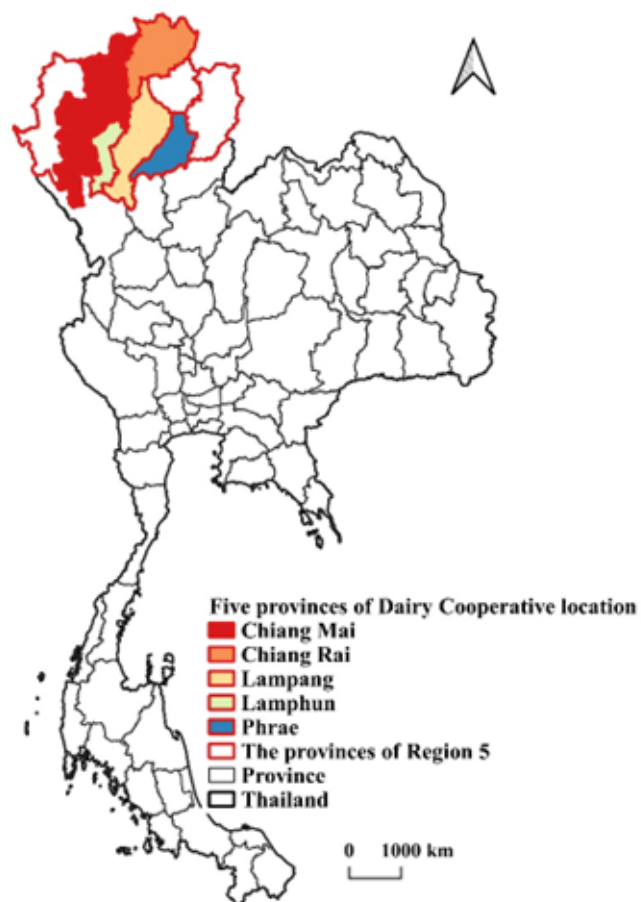 Five provinces of Dairy Cooperative location
Chiang Mai
Chiang Rai
Lampang
Lamphun
Phrae
The provinces of Region 5
Province
Thailand
0 1000 km